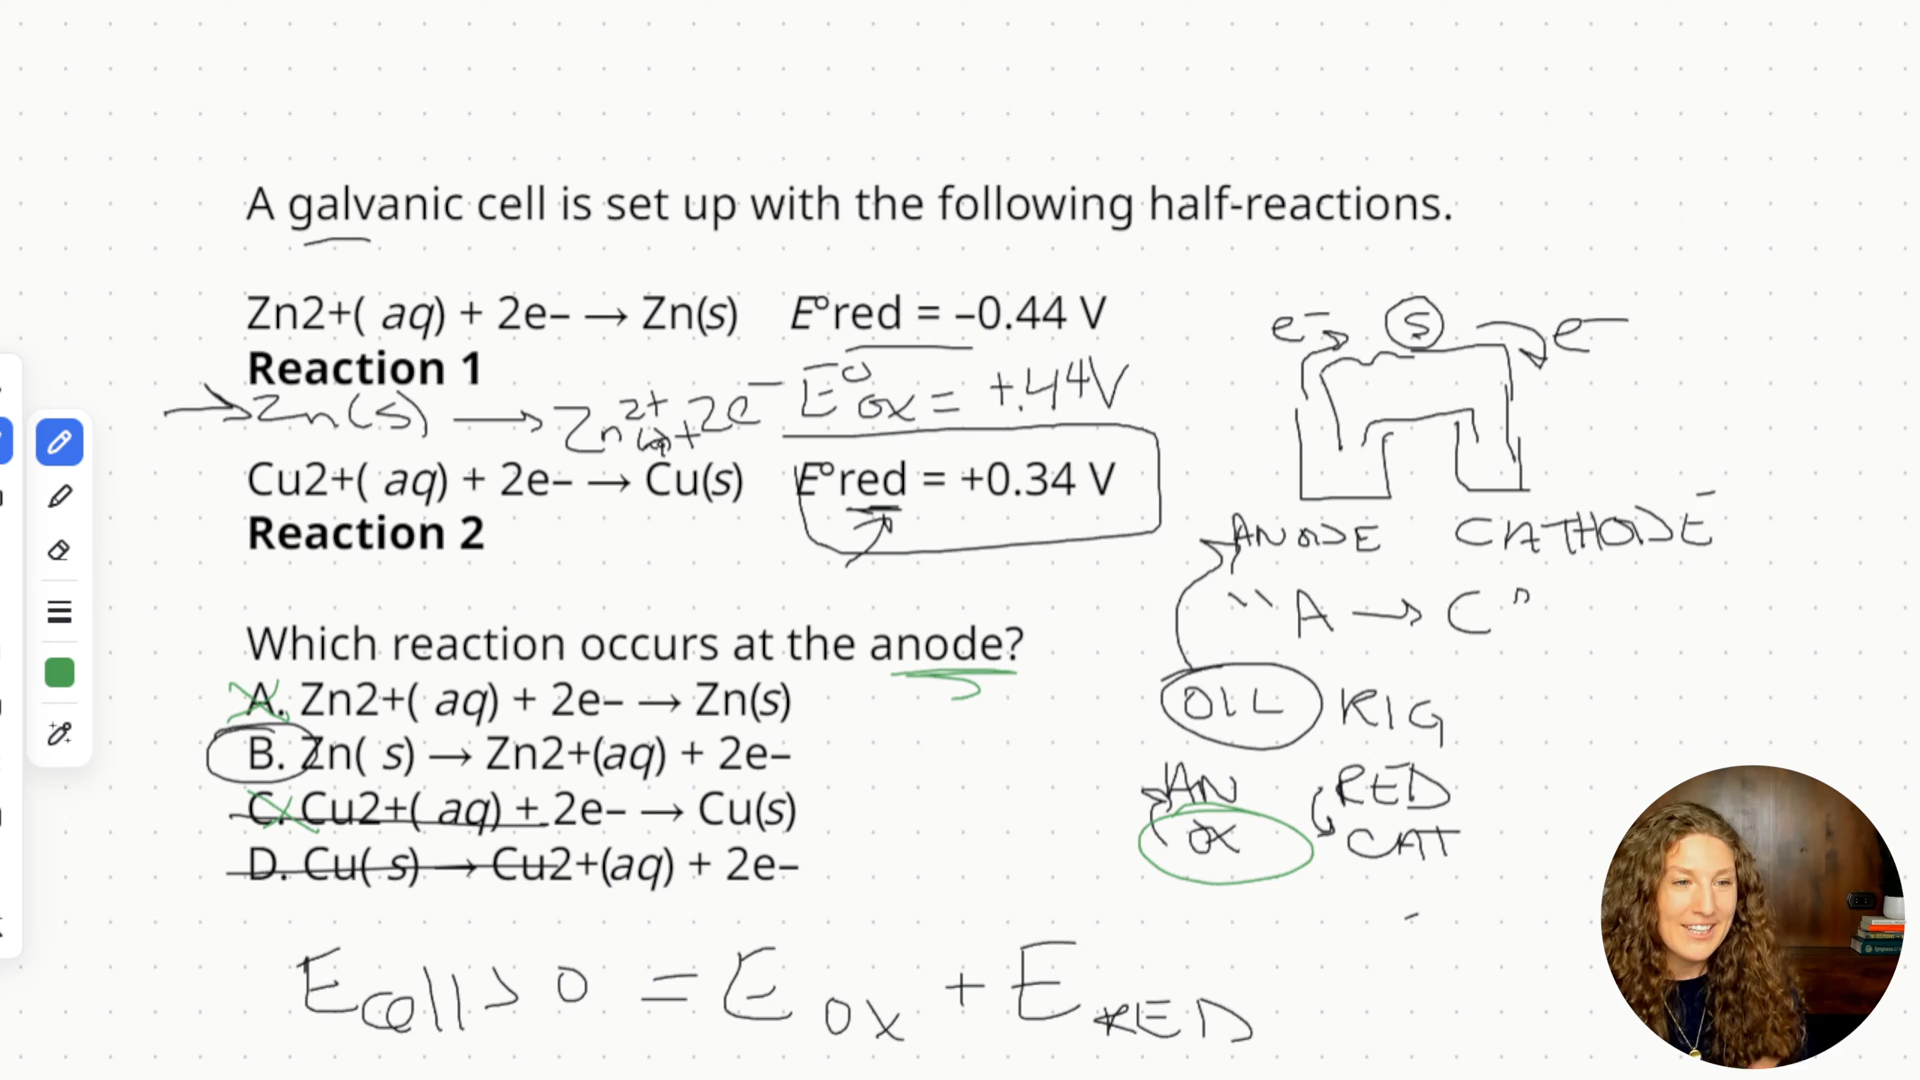 A galvanic cell is set up with the following half-reactions.
Zn2+( aq) + 2e– → Zn(s) E°red = –0.44 V
Reaction 1
→ Zn(s) → Zn2+(aq) + 2e– E°ox = +.44V
Cu2+( aq) + 2e– → Cu(s) E°red = +0.34 V
Reaction 2
Which reaction occurs at the anode?
A. Zn2+( aq) + 2e– → Zn(s)
B. Zn( s) → Zn2+(aq) + 2e–
C. Cu2+( aq) + 2e– → Cu(s)
D. Cu( s) → Cu2+(aq) + 2e–
Ecell > 0 = EOX + ERED
e– S e–
ANODE CATHODE
"A → C"
OIL RIG
AN RED
OX CAT